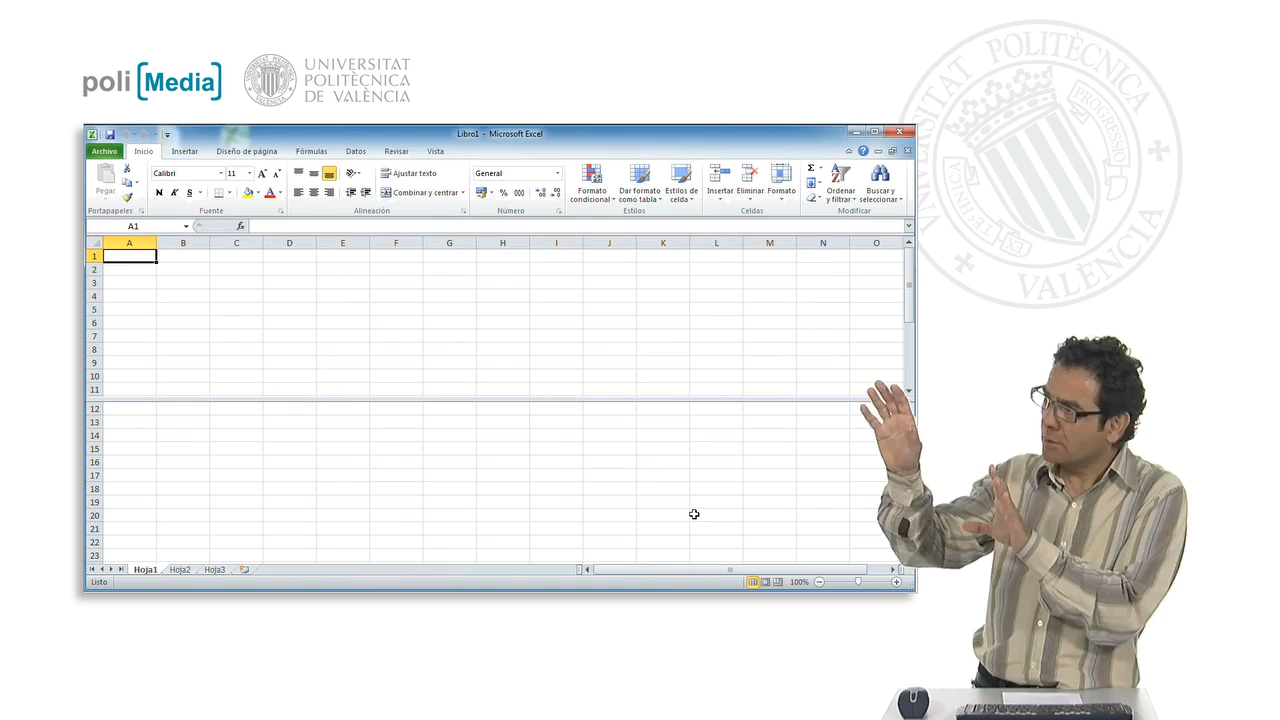 poli [Media]
UNIVERSITAT
POLITÈCNICA
DE VALÈNCIA
UNIVERSITAT POLITÈCNICA
DE VALÈNCIA
Libro1 - Microsoft Excel
Archivo Inicio Insertar Diseño de página Fórmulas Datos Revisar Vista
Pegar
Calibri 11
N K S
Portapapeles
Fuente
Ajustar texto
Combinar y centrar
Alineación
General
% 000
Número
Formato condicional
Dar formato como tabla
Estilos de celda
Estilos
Insertar Eliminar Formato
Celdas
Σ
Ordenar y filtrar
Buscar y seleccionar
Modificar
A1 fx
A B C D E F G H I J K L M N O
1
2
3
4
5
6
7
8
9
10
11
12
13
14
15
16
17
18
19
20
21
22
23
Hoja1 Hoja2 Hoja3
Listo 100%